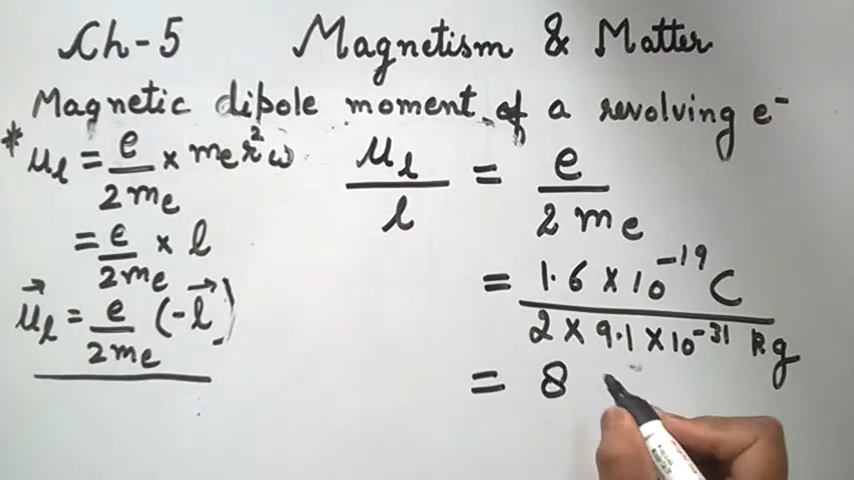 Ch-5 Magnetism & Matter
Magnetic dipole moment of a revolving e⁻
* μₗ = e/2mₑ × mₑr²ω
= e/2mₑ × l
μ⃗ₗ = e/2mₑ (-l⃗)
μₗ/l = e/2mₑ
= 1.6 × 10⁻¹⁹ C / 2 × 9.1 × 10⁻³¹ kg
= 8